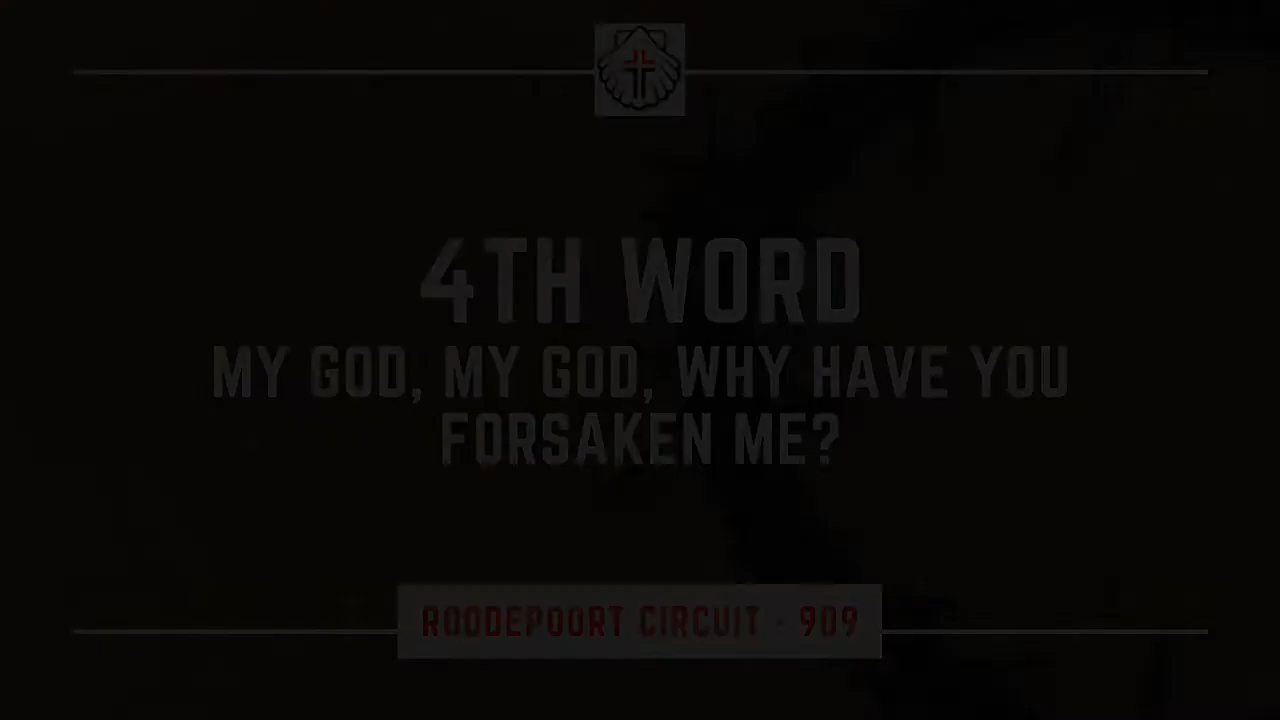 4TH WORD
MY GOD, MY GOD, WHY HAVE YOU
FORSAKEN ME?
ROODEPOORT CIRCUIT - 909